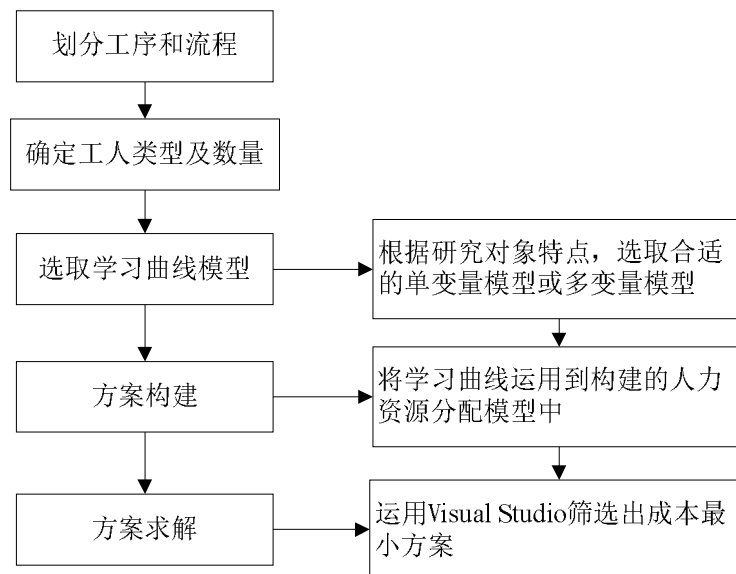 划分工序和流程
确定工人类型及数量
选取学习曲线模型
根据研究对象特点，选取合适
的单变量模型或多变量模型
方案构建
将学习曲线运用到构建的人力
资源分配模型中
方案求解
运用Visual Studio筛选出成本最
小方案